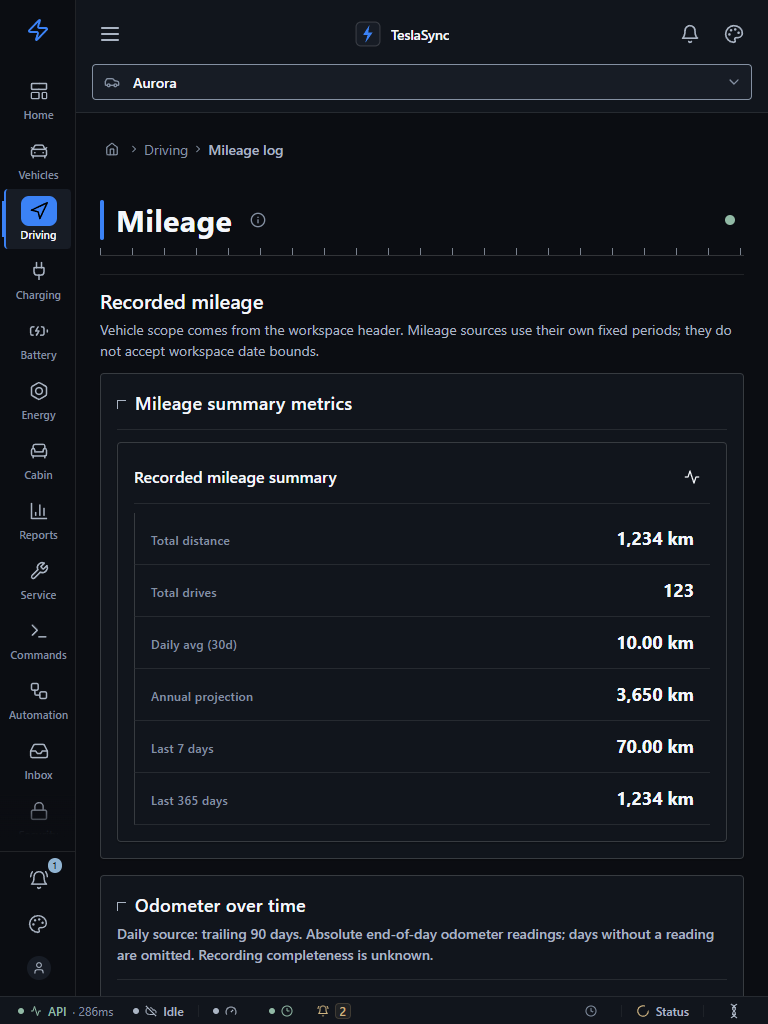 TeslaSync
Aurora
Home
Vehicles
Driving
Charging
Battery
Energy
Cabin
Reports
Service
Commands
Automation
Inbox
1
Driving > Mileage log
Mileage
Recorded mileage
Vehicle scope comes from the workspace header. Mileage sources use their own fixed periods; they do
not accept workspace date bounds.
Mileage summary metrics
Recorded mileage summary
Total distance 1,234 km
Total drives 123
Daily avg (30d) 10.00 km
Annual projection 3,650 km
Last 7 days 70.00 km
Last 365 days 1,234 km
Odometer over time
Daily source: trailing 90 days. Absolute end-of-day odometer readings; days without a reading
are omitted. Recording completeness is unknown.
API · 286ms Idle 2 Status